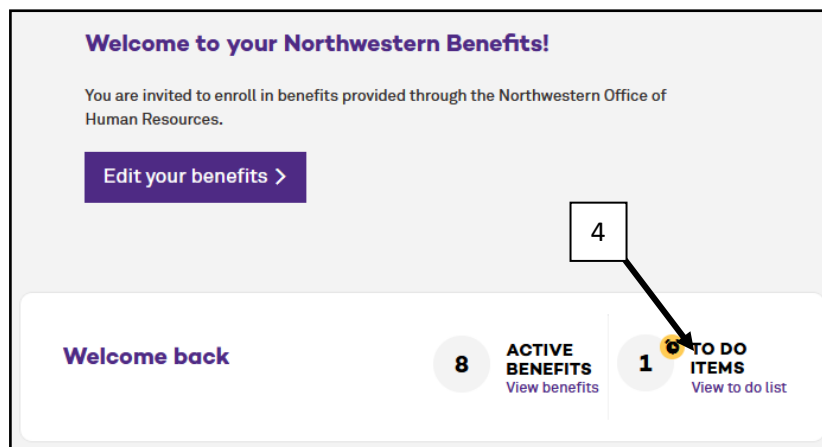 Welcome to your Northwestern Benefits!
You are invited to enroll in benefits provided through the Northwestern Office of
Human Resources.
Edit your benefits >
4
Welcome back
8
ACTIVE
BENEFITS
View benefits
1
TO DO
ITEMS
View to do list